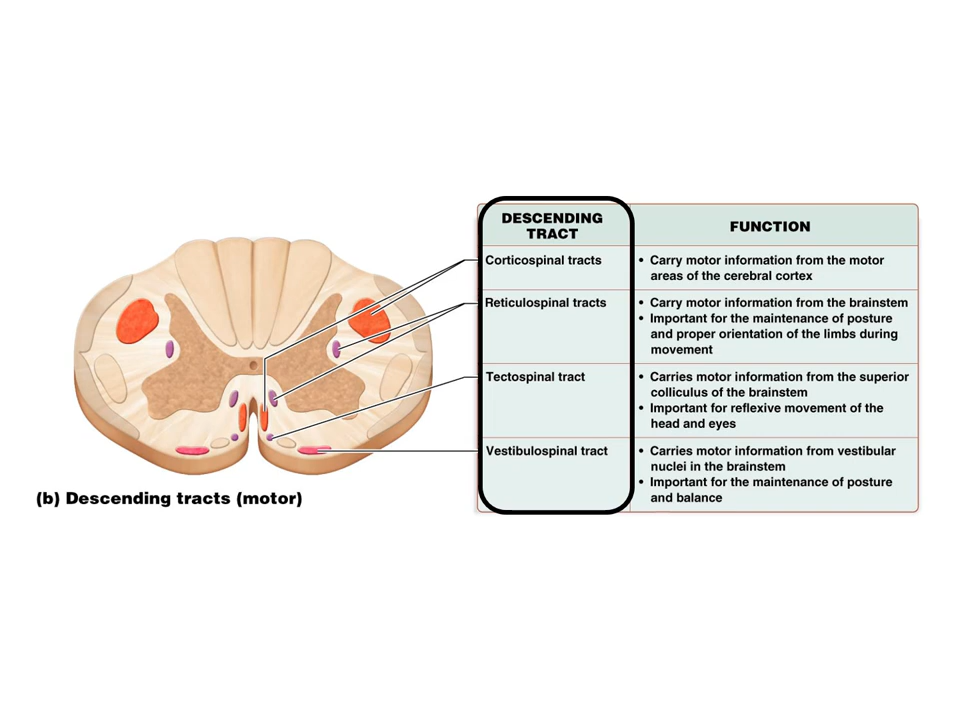 DESCENDING
TRACT
FUNCTION
Corticospinal tracts
• Carry motor information from the motor
areas of the cerebral cortex
Reticulospinal tracts
• Carry motor information from the brainstem
• Important for the maintenance of posture
and proper orientation of the limbs during
movement
Tectospinal tract
• Carries motor information from the superior
colliculus of the brainstem
• Important for reflexive movement of the
head and eyes
Vestibulospinal tract
• Carries motor information from vestibular
nuclei in the brainstem
• Important for the maintenance of posture
and balance
(b) Descending tracts (motor)